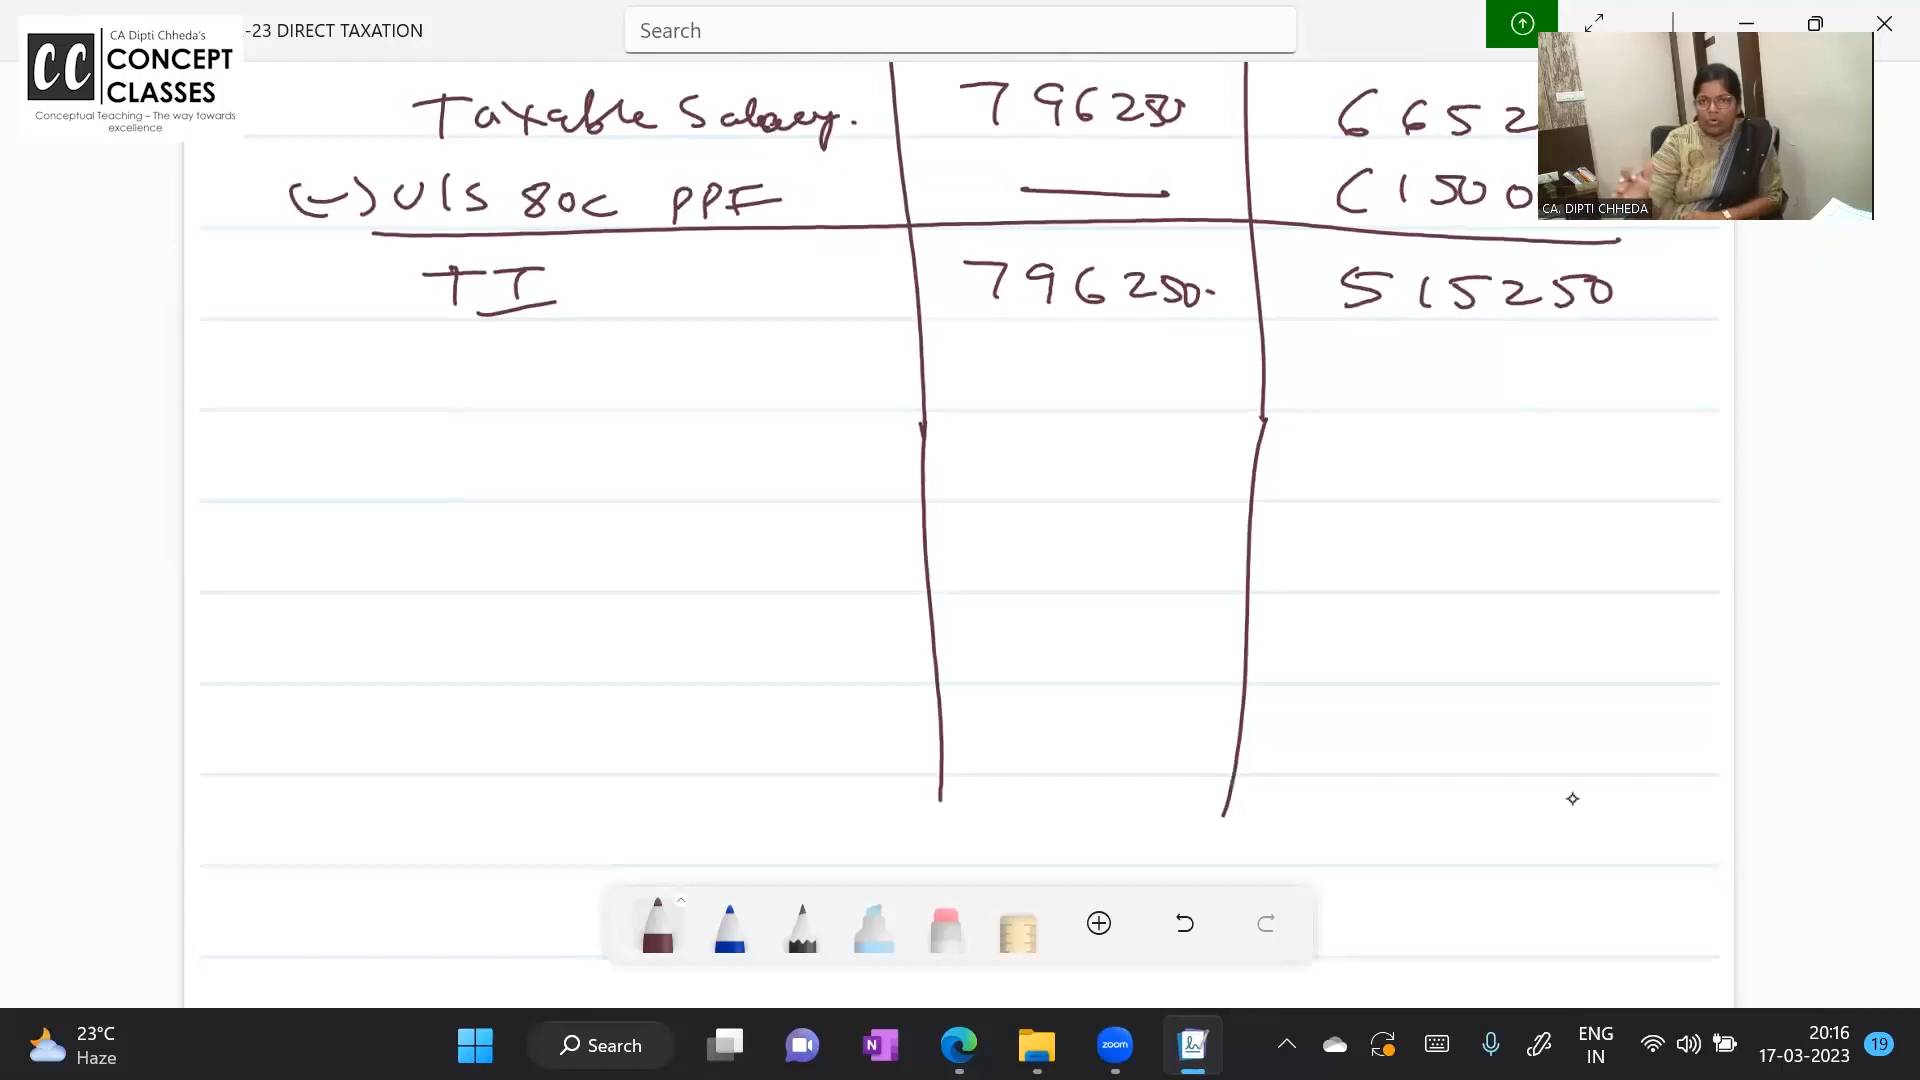 -23 DIRECT TAXATION
Search
CC
CA Dipti Chheda's
CONCEPT
CLASSES
Conceptual Teaching – The way towards
excellence
Taxable Salary. 796250 6652
(-) U/S 80C PPF — (1500
CA. DIPTI CHHEDA
TI 796250. 515250
23°C
Haze
Search
N
zoom
ENG
IN
20:16
17-03-2023
19